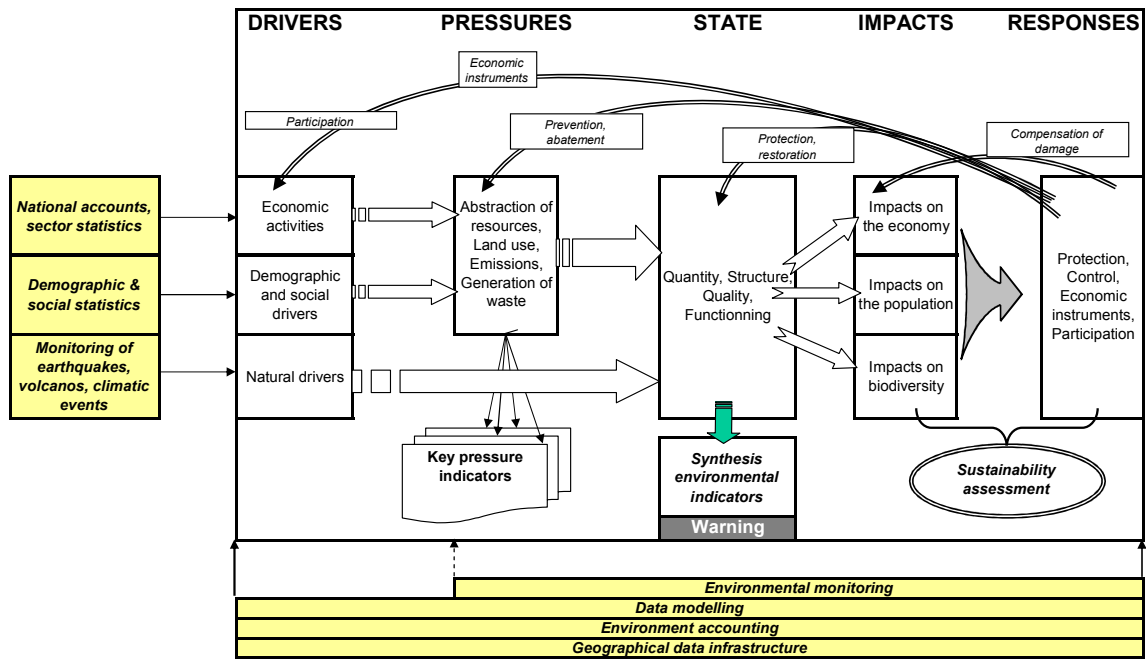 DRIVERS PRESSURES STATE IMPACTS RESPONSES
Economic
instruments
Participation
Prevention,
abatement
Protection,
restoration
Compensation of
damage
National accounts,
sector statistics
Demographic &
social statistics
Monitoring of
earthquakes,
volcanos, climatic
events
Economic
activities
Demographic
and social
drivers
Natural drivers
Abstraction of
resources,
Land use,
Emissions,
Generation of
waste
Quantity, Structure,
Quality,
Functionning
Impacts on
the economy
Impacts on
the population
Impacts on
biodiversity
Protection,
Control,
Economic
instruments,
Participation
Key pressure
indicators
Synthesis
environmental
indicators
Warning
Sustainability
assessment
Environmental monitoring
Data modelling
Environment accounting
Geographical data infrastructure